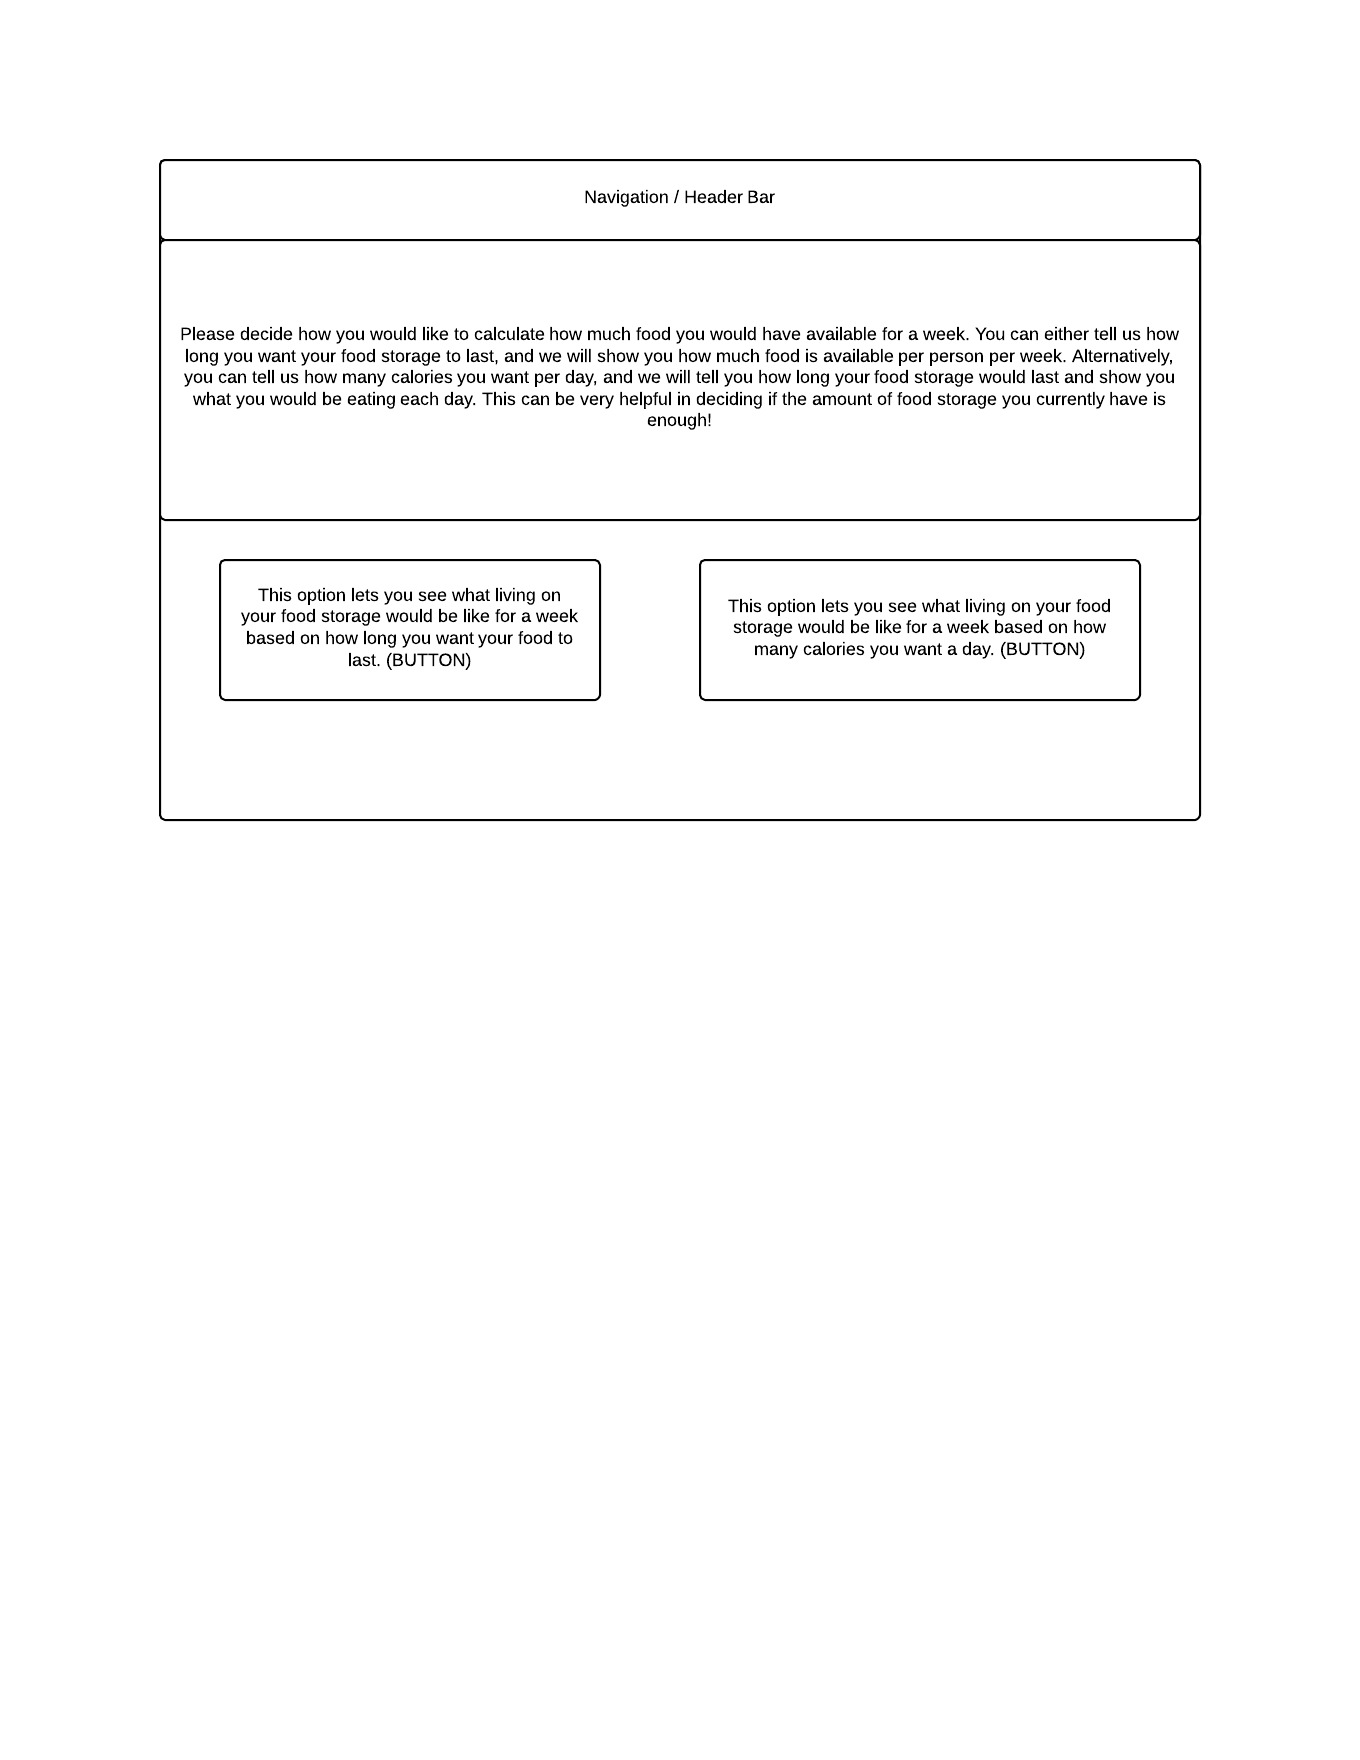 Navigation / Header Bar
Please decide how you would like to calculate how much food you would have available for a week. You can either tell us how
long you want your food storage to last, and we will show you how much food is available per person per week. Alternatively,
you can tell us how many calories you want per day, and we will tell you how long your food storage would last and show you
what you would be eating each day. This can be very helpful in deciding if the amount of food storage you currently have is
enough!
This option lets you see what living on
your food storage would be like for a week
based on how long you want your food to
last. (BUTTON)
This option lets you see what living on your food
storage would be like for a week based on how
many calories you want a day. (BUTTON)